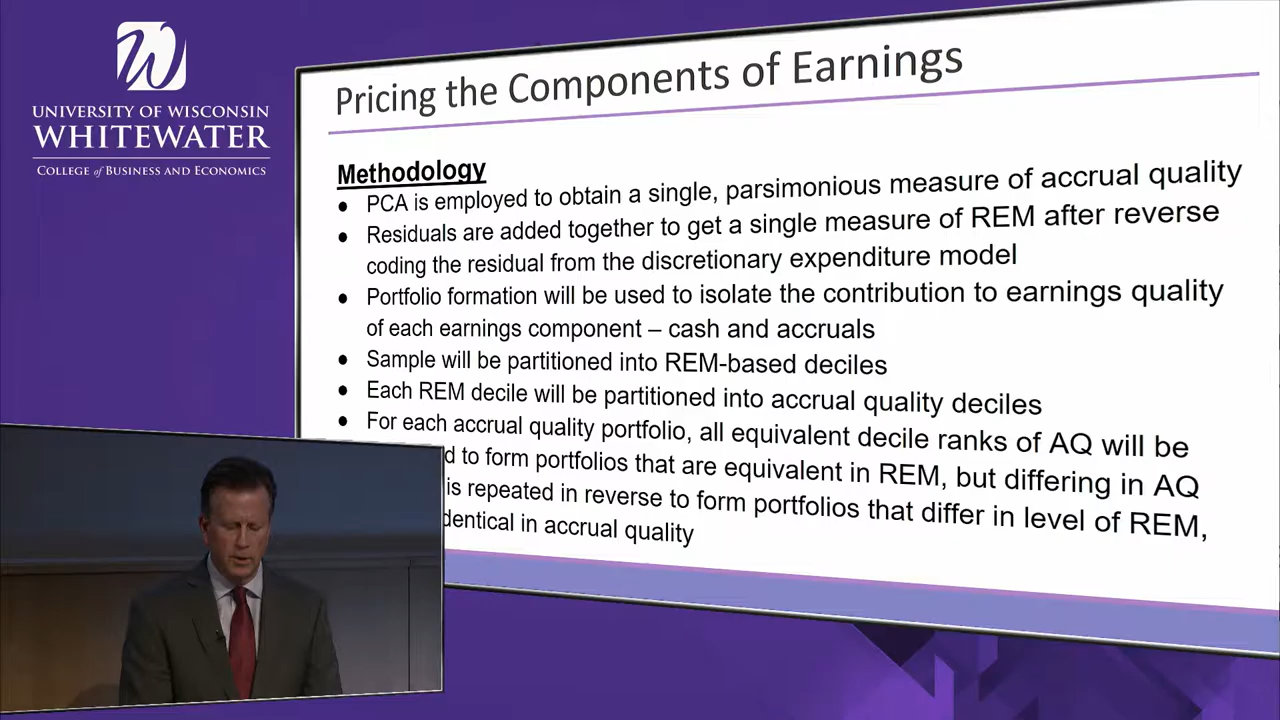 W
UNIVERSITY OF WISCONSIN
WHITEWATER
COLLEGE of BUSINESS AND ECONOMICS
Pricing the Components of Earnings
Methodology
• PCA is employed to obtain a single, parsimonious measure of accrual quality
• Residuals are added together to get a single measure of REM after reverse
coding the residual from the discretionary expenditure model
• Portfolio formation will be used to isolate the contribution to earnings quality
of each earnings component – cash and accruals
• Sample will be partitioned into REM-based deciles
• Each REM decile will be partitioned into accrual quality deciles
• For each accrual quality portfolio, all equivalent decile ranks of AQ will be
to form portfolios that are equivalent in REM, but differing in AQ
is repeated in reverse to form portfolios that differ in level of REM,
in accrual quality